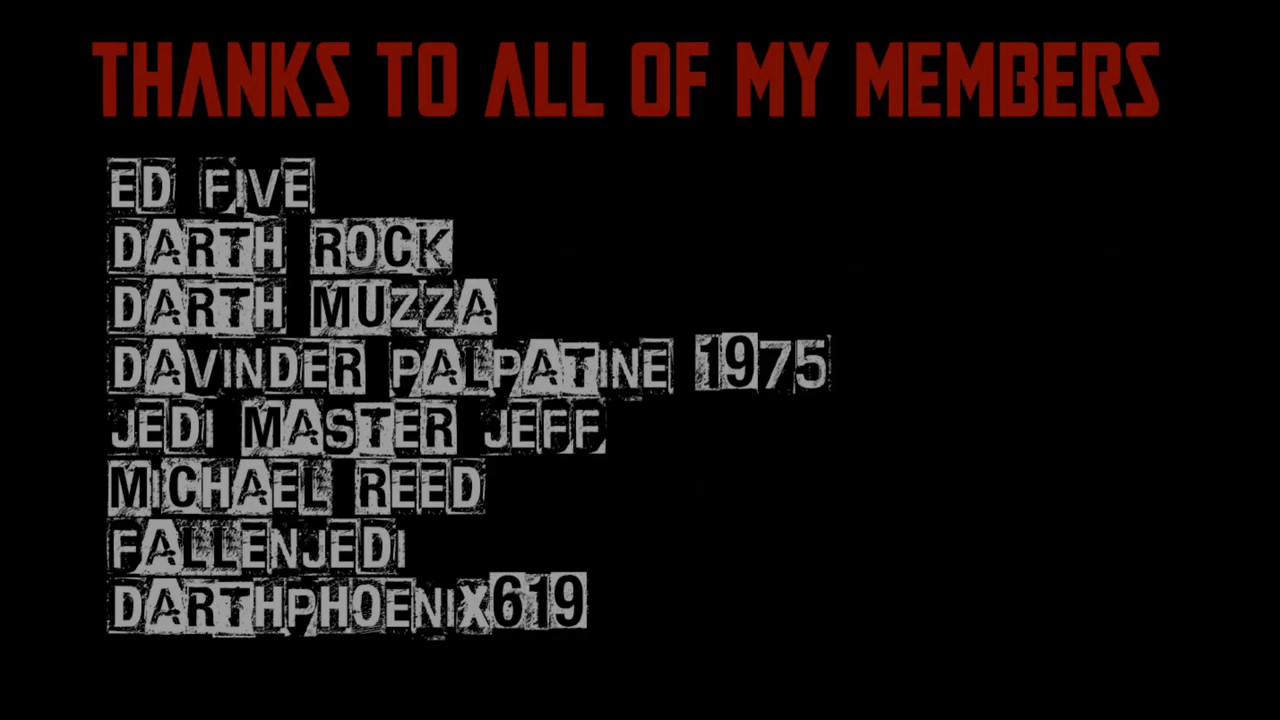 THANKS TO ALL OF MY MEMBERS
ED FIVE
DARTH ROCK
DARTH MUZZA
DAVINDER PALPATINE 1975
JEDI MASTER JEFF
MICHAEL REED
FALLENJEDI
DARTHPHOENIX619